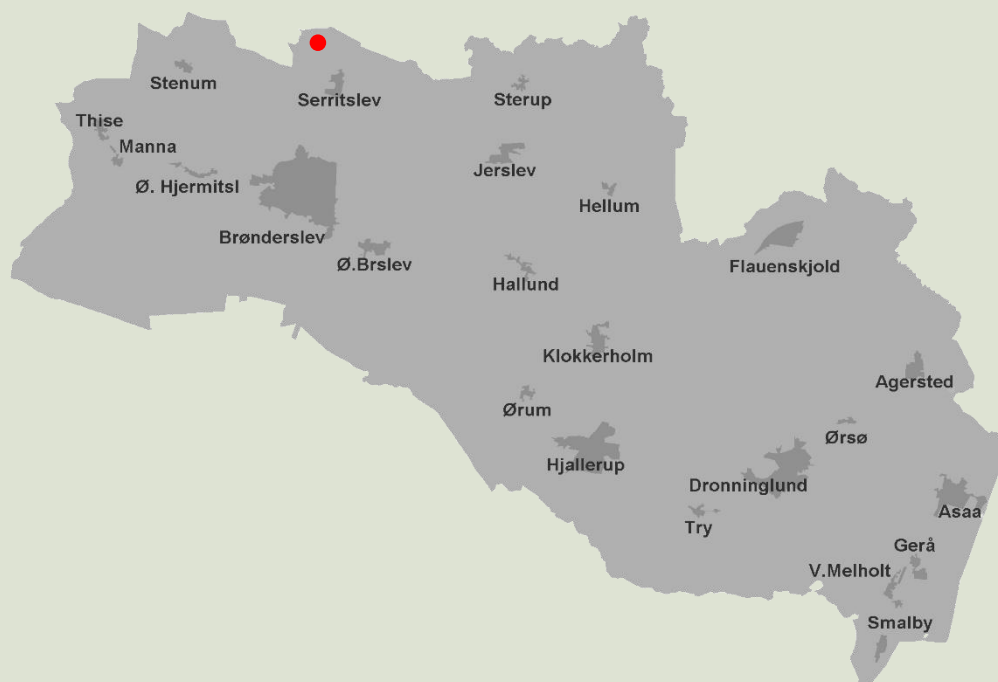 Stenum
Serritslev
Sterup
Thise
Manna
Jerslev
Ø. Hjermitsl
Hellum
Brønderslev
Ø.Brslev
Flauenskjold
Hallund
Klokkerholm
Agersted
Ørum
Ørsø
Hjallerup
Dronninglund
Asaa
Try
Gerå
V.Melholt
Smalby